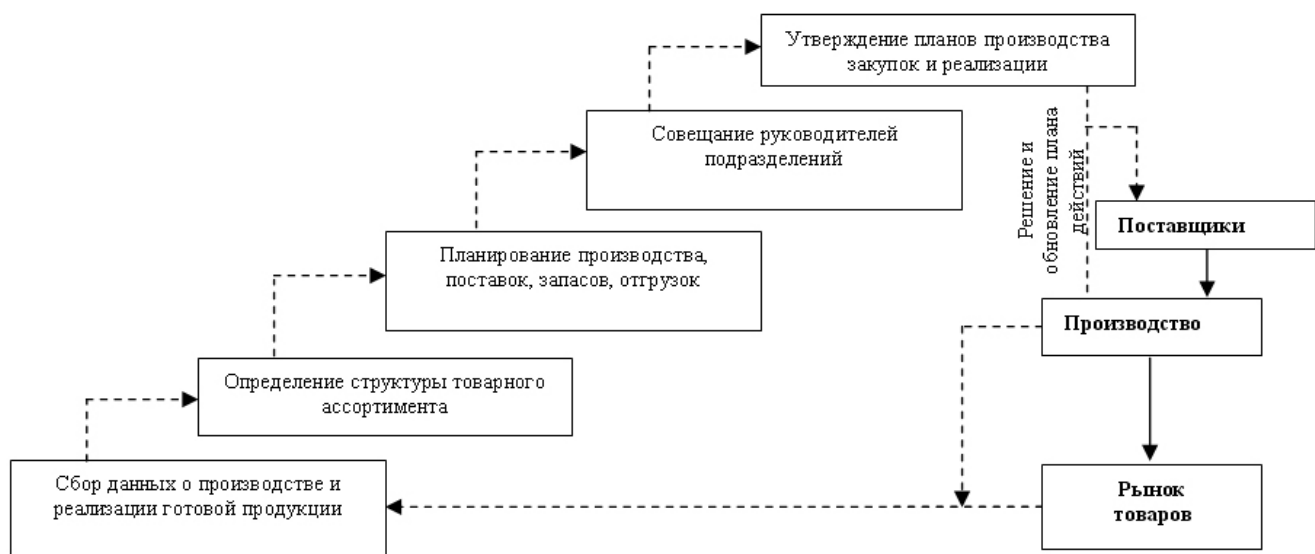 Утверждение планов производства
закупок и реализации
Совещание руководителей
подразделений
Решение и
обновление плана
действий
Поставщики
Планирование производства,
поставок, запасов, отгрузок
Производство
Определение структуры товарного
ассортимента
Сбор данных о производстве и
реализации готовой продукции
Рынок
товаров